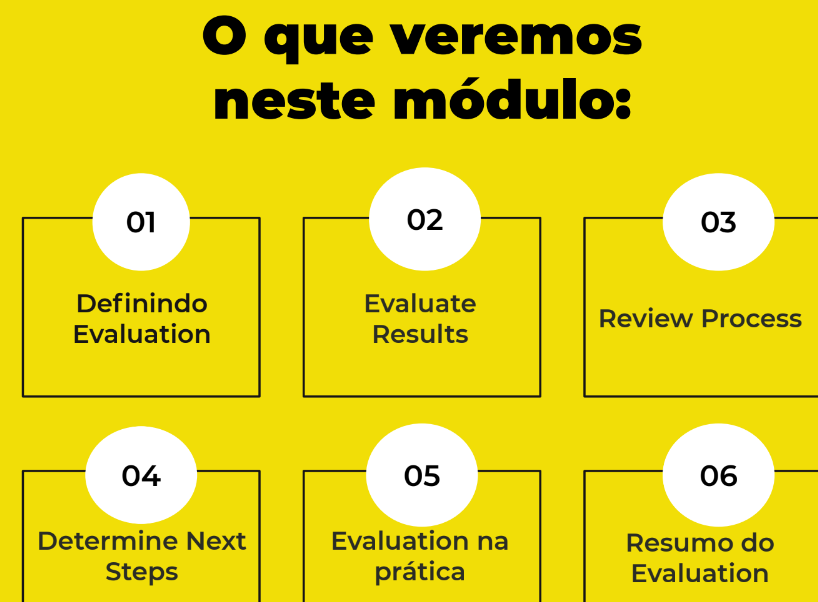 O que veremos
neste módulo:
01
Definindo
Evaluation
02
Evaluate
Results
03
Review Process
04
Determine Next
Steps
05
Evaluation na
prática
06
Resumo do
Evaluation